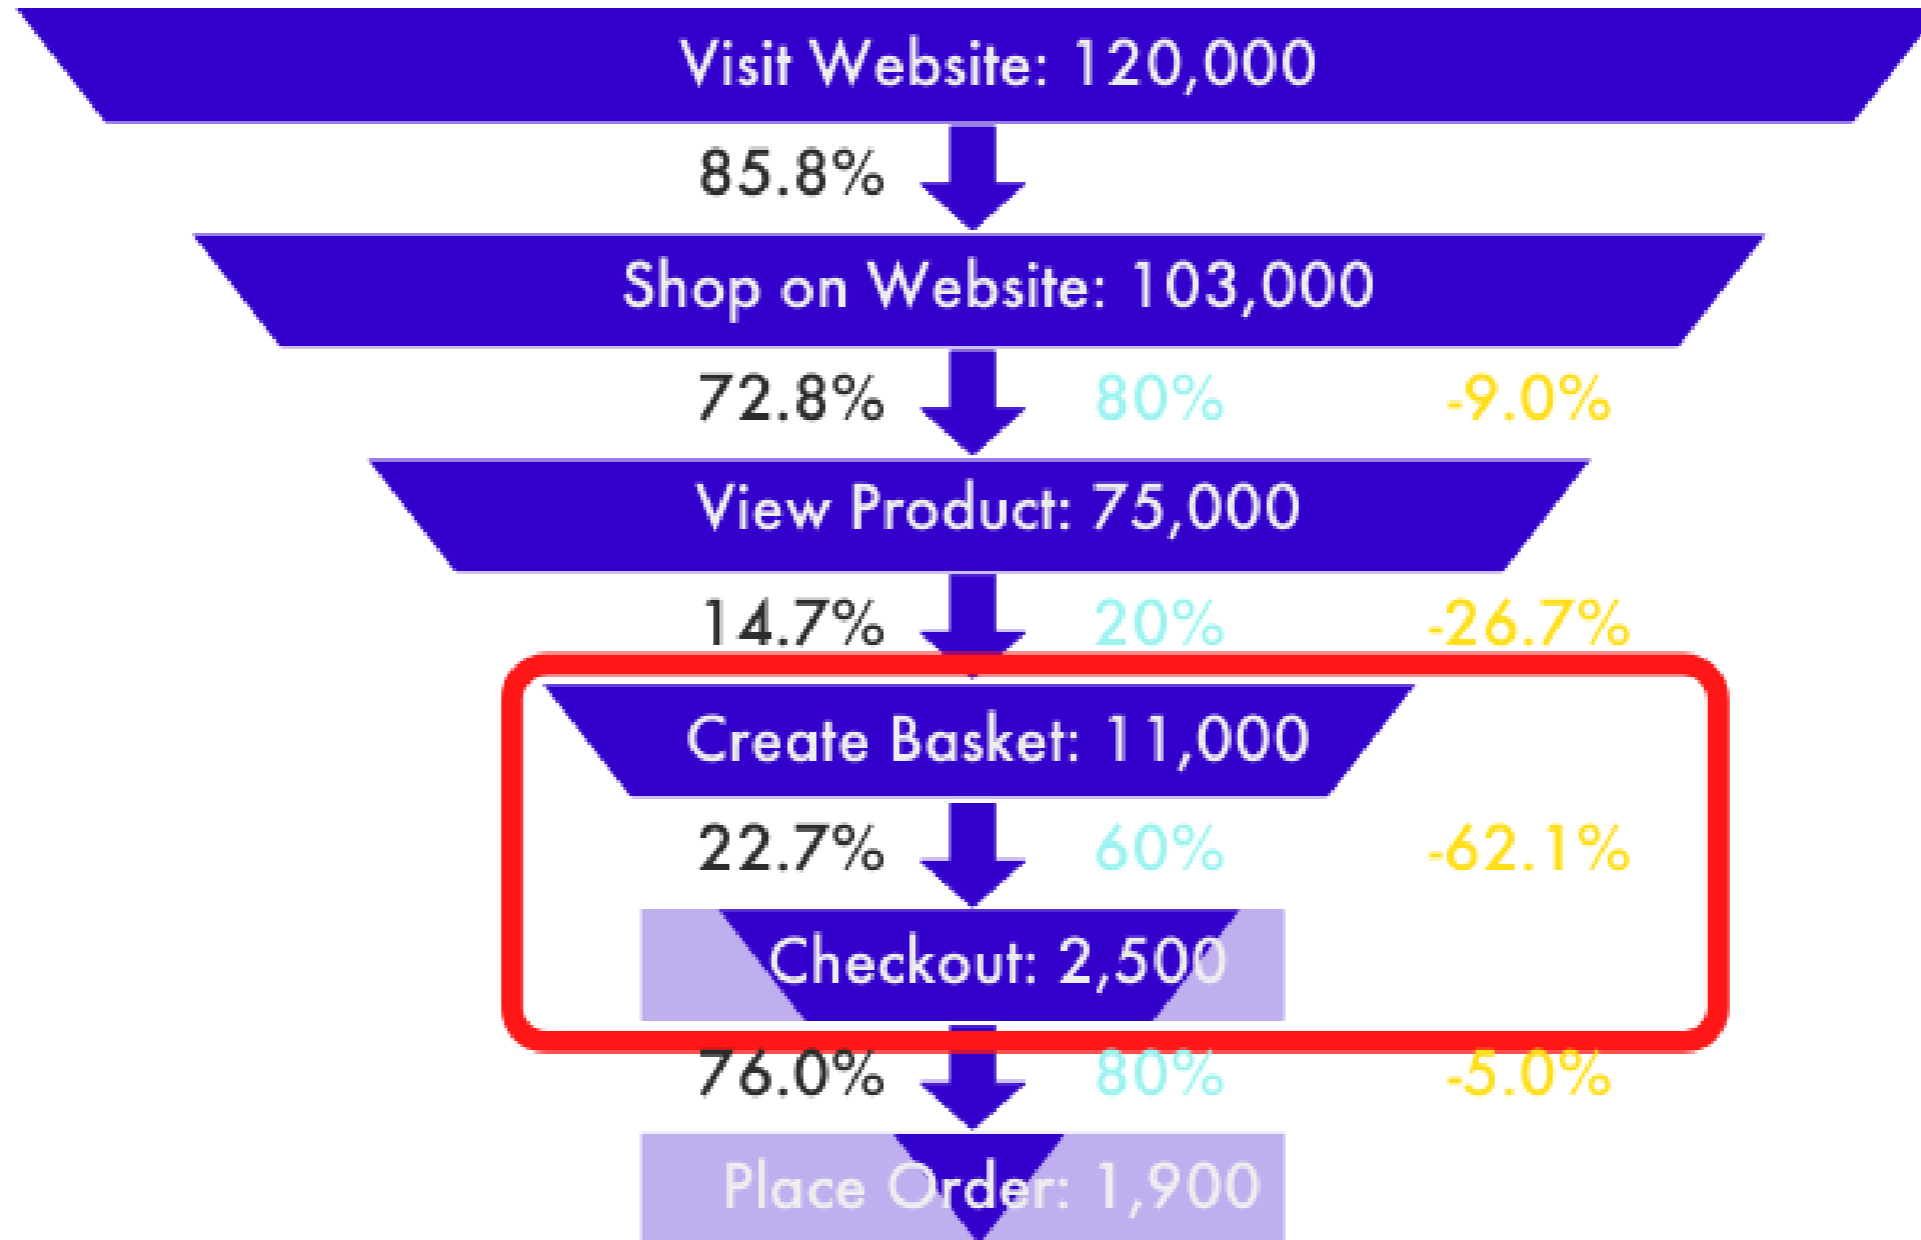 Visit Website: 120,000
85.8%
Shop on Website: 103,000
72.8% 80% -9.0%
View Product: 75,000
14.7% 20% -26.7%
Create Basket: 11,000
22.7% 60% -62.1%
Checkout: 2,500
76.0% 80% -5.0%
Place Order: 1,900